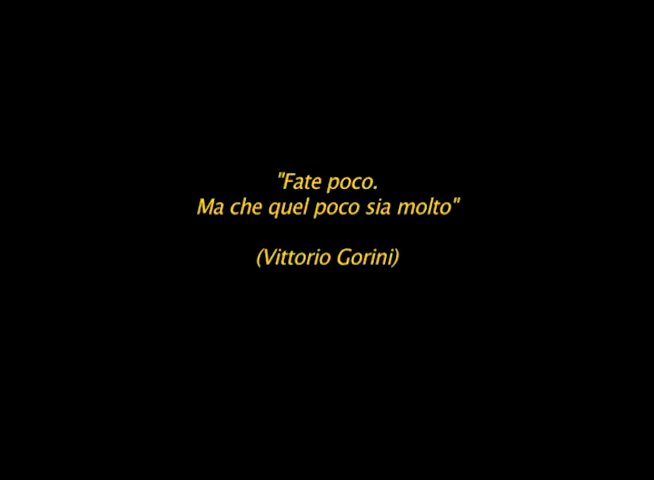 "Fate poco.
Ma che quel poco sia molto"
(Vittorio Gorini)